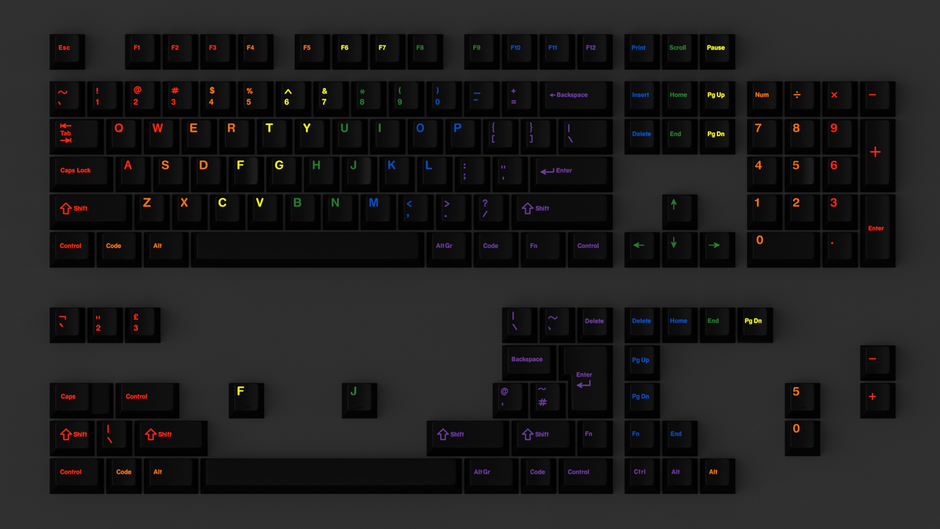 Esc F1 F2 F3 F4 F5 F6 F7 F8 F9 F10 F11 F12 Print Scroll Pause
~ ! @ # $ % ^ & * ( ) _ + ← Backspace Insert Home Pg Up Num ÷ × −
` 1 2 3 4 5 6 7 8 9 0 - =
Tab Q W E R T Y U I O P { } | Delete End Pg Dn 7 8 9 +
[ ] \
Caps Lock A S D F G H J K L : " Enter 4 5 6
; '
Shift Z X C V B N M < > ? Shift ↑ 1 2 3 Enter
, . /
Control Code Alt AltGr Code Fn Control ← ↓ → 0 .
¬ " £ | ~ Delete Delete Home End Pg Dn
` 2 3 \ `
Backspace Enter Pg Up −
Caps Control F J @ ~ Pg Dn 5 +
' #
Shift | Shift Shift Shift Fn Fn End 0
\
Control Code Alt AltGr Code Control Ctrl Alt Alt